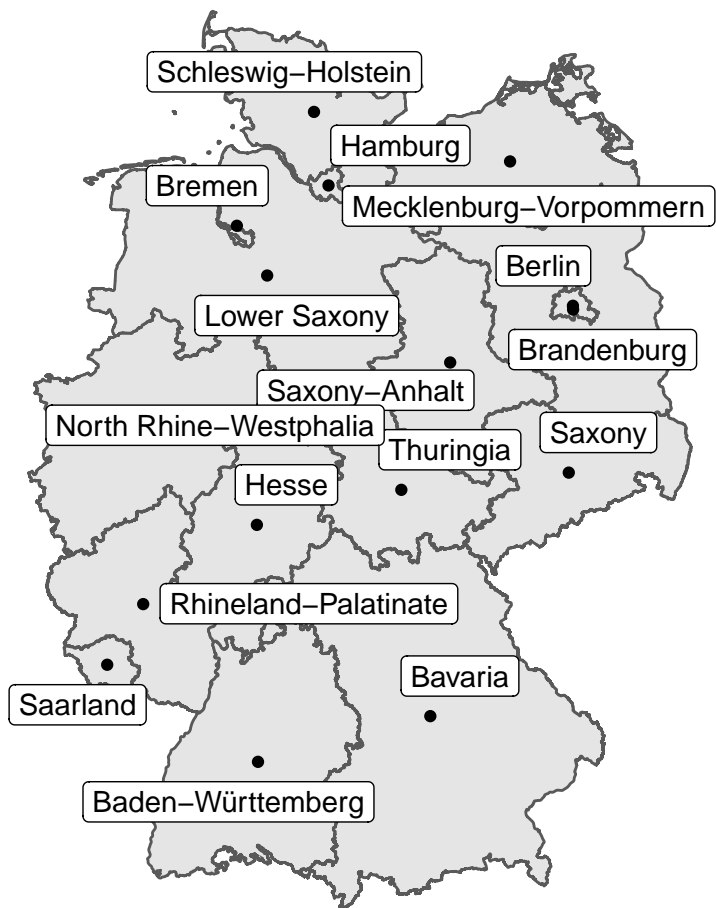 Schleswig–Holstein
Hamburg
Bremen
Mecklenburg–Vorpommern
Berlin
Lower Saxony
Brandenburg
Saxony–Anhalt
North Rhine–Westphalia
Saxony
Thuringia
Hesse
Rhineland–Palatinate
Bavaria
Saarland
Baden–Württemberg